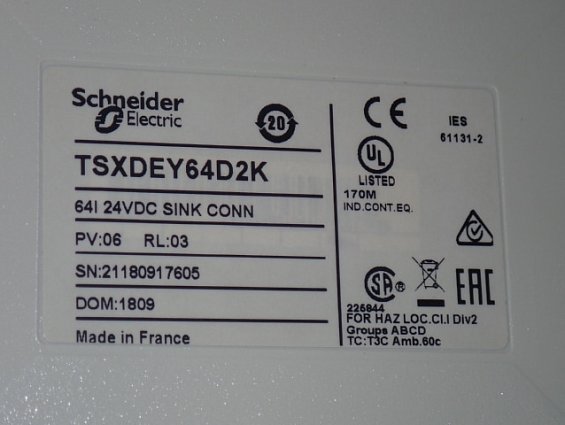 Schneider
Electric
20
TSXDEY64D2K
64I 24VDC SINK CONN
PV:06 RL:03
SN:21180917605
DOM:1809
Made in France
CE
IES
61131-2
UL
LISTED
170M
IND.CONT.EQ.
SA®
EAC
225844
FOR HAZ LOC.Cl.I Div2
Groups ABCD
TC:T3C Amb.60c